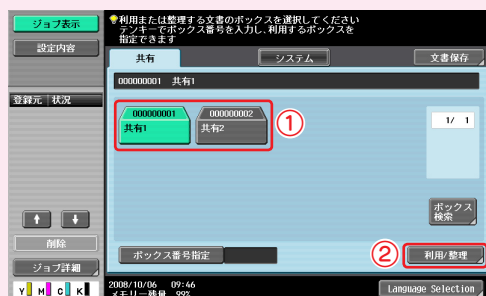 ジョブ表示
設定内容
登録元 状況
削除
ジョブ詳細
Y M C K
利用または整理する文書のボックスを選択してください
テンキーでボックス番号を入力し、利用するボックスを
指定できます
共有
システム
文書保存
000000001 共有1
000000001
共有1
000000002
共有2
①
1/ 1
ボックス
検索
ボックス番号指定
②
利用/整理
2008/10/06 09:46
メモリー残量 99%
Language Selection